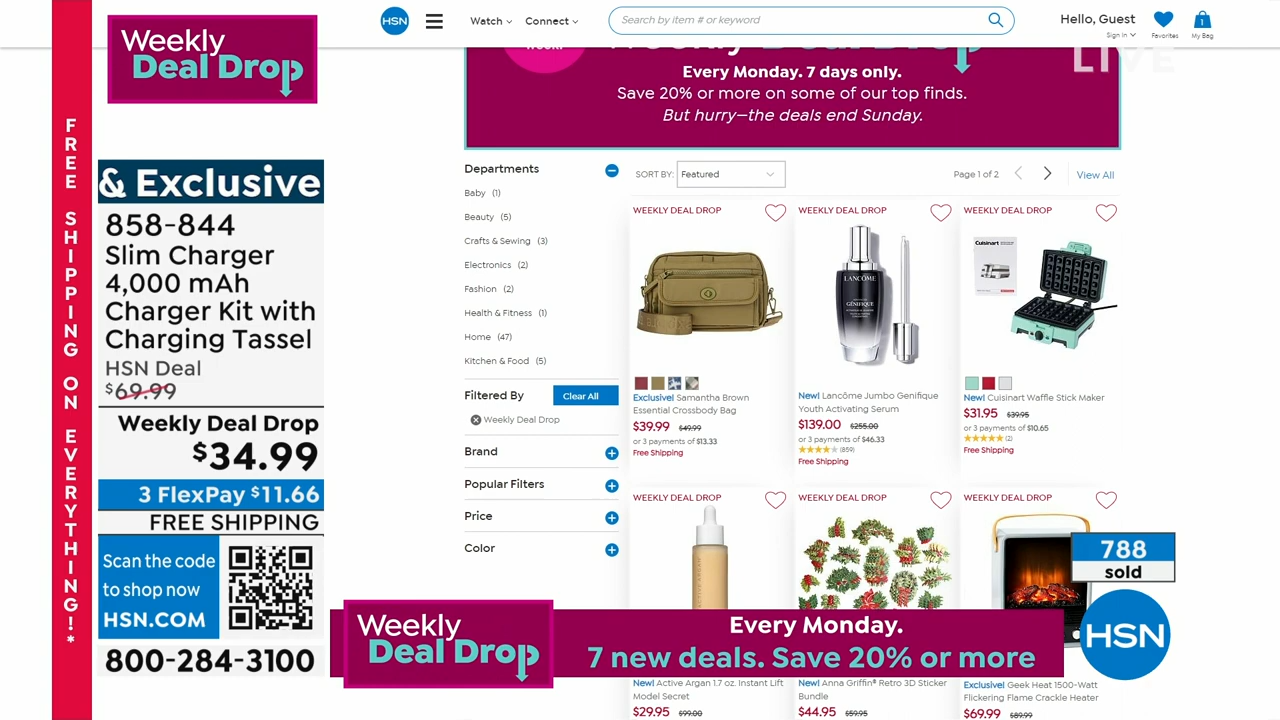 Weekly
Deal Drop
HSN
Watch
Connect
Search by item # or keyword
Hello, Guest
Sign In
Favorites
1
My Bag
LIVE
FREE SHIPPING ON EVERYTHING!*
Every Monday. 7 days only.
Save 20% or more on some of our top finds.
But hurry—the deals end Sunday.
& Exclusive
858-844
Slim Charger
4,000 mAh
Charger Kit with
Charging Tassel
HSN Deal
$69.99
Weekly Deal Drop
$34.99
3 FlexPay $11.66
FREE SHIPPING
Scan the code
to shop now
HSN.COM
800-284-3100
Departments
Baby (1)
Beauty (5)
Crafts & Sewing (3)
Electronics (2)
Fashion (2)
Health & Fitness (1)
Home (47)
Kitchen & Food (5)
Filtered By
Clear All
Weekly Deal Drop
Brand
Popular Filters
Price
Color
SORT BY:
Featured
Page 1 of 2
View All
WEEKLY DEAL DROP
Exclusive! Samantha Brown
Essential Crossbody Bag
$39.99 $49.99
or 3 payments of $13.33
Free Shipping
WEEKLY DEAL DROP
LANCÔME
GÉNIFIQUE
New! Lancôme Jumbo Genifique
Youth Activating Serum
$139.00 $255.00
or 3 payments of $46.33
(859)
Free Shipping
WEEKLY DEAL DROP
Cuisinart
New! Cuisinart Waffle Stick Maker
$31.95 $39.95
or 3 payments of $10.65
(2)
Free Shipping
WEEKLY DEAL DROP
New! Active Argan 1.7 oz. Instant Lift
Model Secret
$29.95 $99.00
WEEKLY DEAL DROP
New! Anna Griffin® Retro 3D Sticker
Bundle
$44.95 $59.95
WEEKLY DEAL DROP
Exclusive! Geek Heat 1500-Watt
Flickering Flame Crackle Heater
$69.99 $89.99
788
sold
HSN
Weekly
Deal Drop
Every Monday.
7 new deals. Save 20% or more